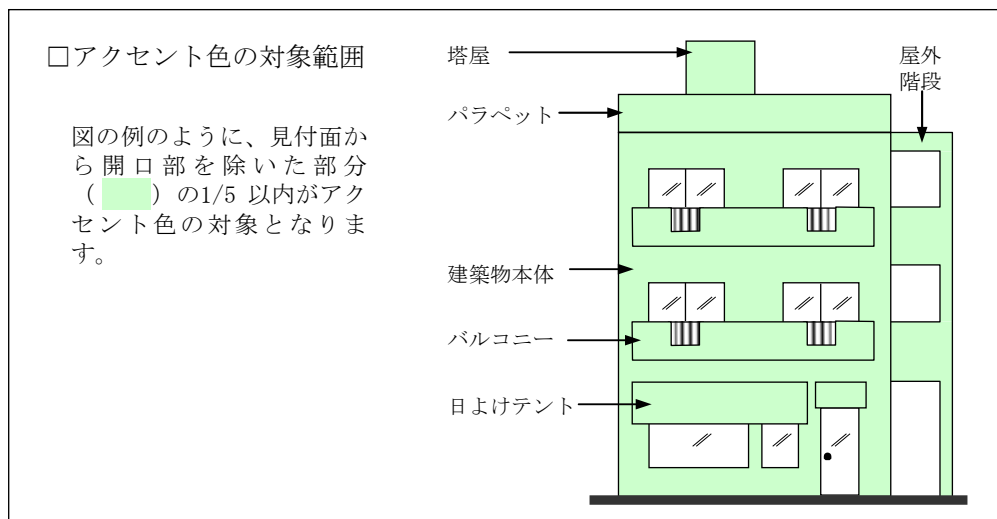 □アクセント色の対象範囲
図の例のように、見付面か
ら開口部を除いた部分
（　　）の1/5 以内がアク
セント色の対象となりま
す。
塔屋
屋外
階段
パラペット
建築物本体
バルコニー
日よけテント